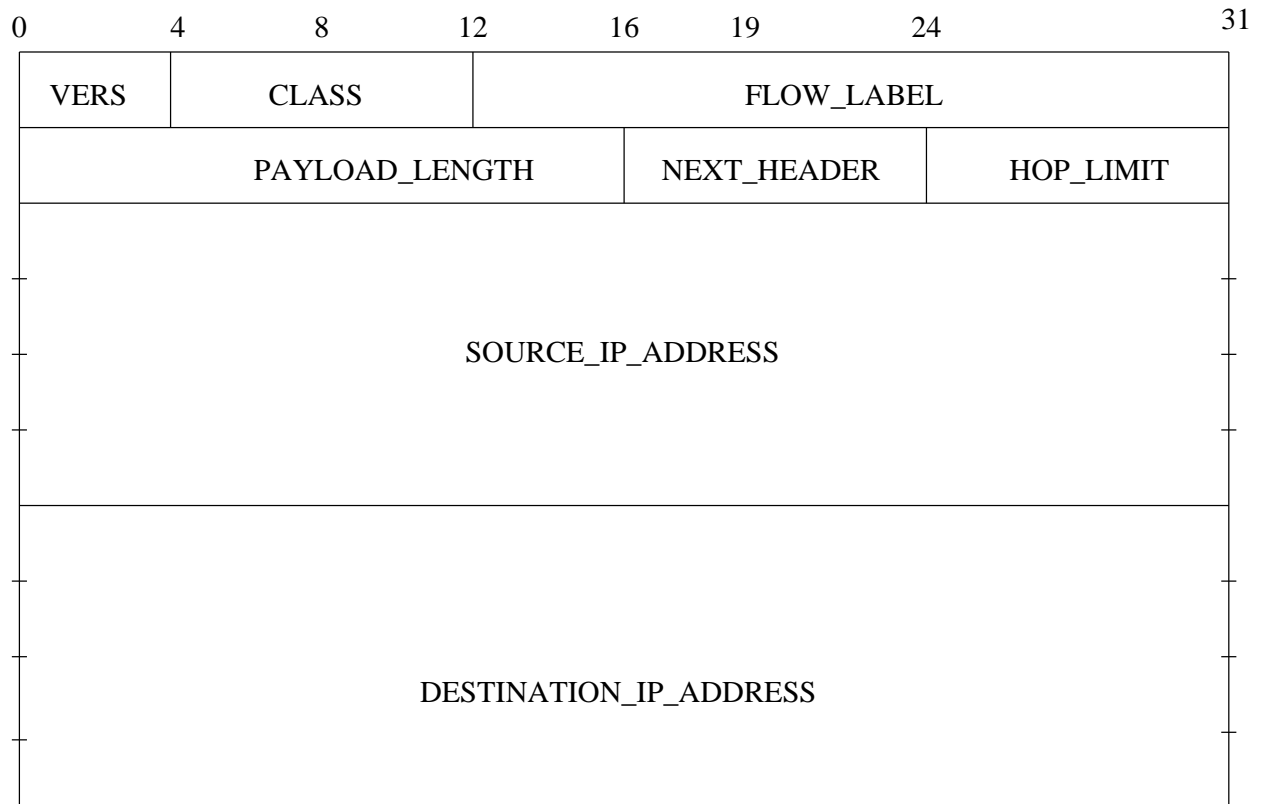 0 4 8 12 16 19 24 31
VERS CLASS FLOW_LABEL
PAYLOAD_LENGTH NEXT_HEADER HOP_LIMIT
SOURCE_IP_ADDRESS
DESTINATION_IP_ADDRESS